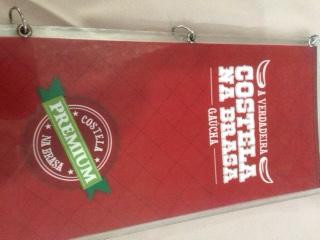 A VERDADEIRA
COSTELA
NA BRASA
GAÚCHA
COSTELA
PREMIUM
NA BRASA